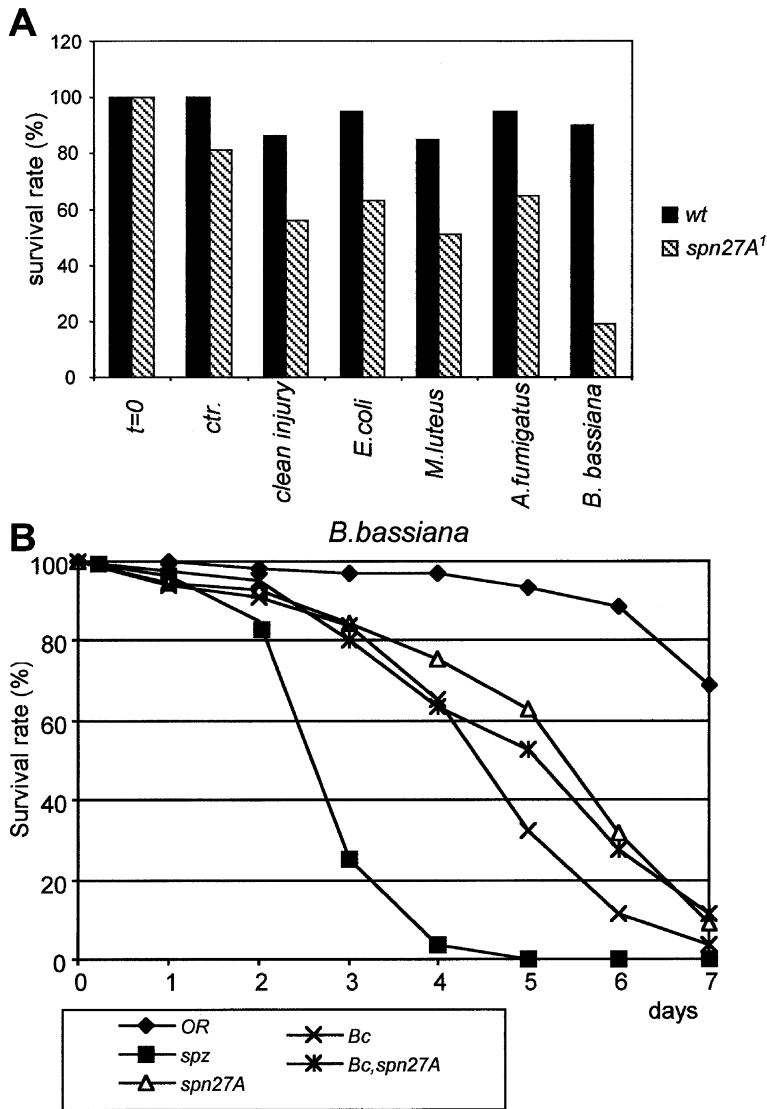 A
120
100
80
60
40
20
0
survival rate (%)
t=0
ctr.
clean injury
E.coli
M.luteus
A.fumigatus
B. bassiana
wt
spn27A¹
B
B.bassiana
100
80
60
40
20
0
Survival rate (%)
0 1 2 3 4 5 6 7
days
OR
spz
spn27A
Bc
Bc,spn27A